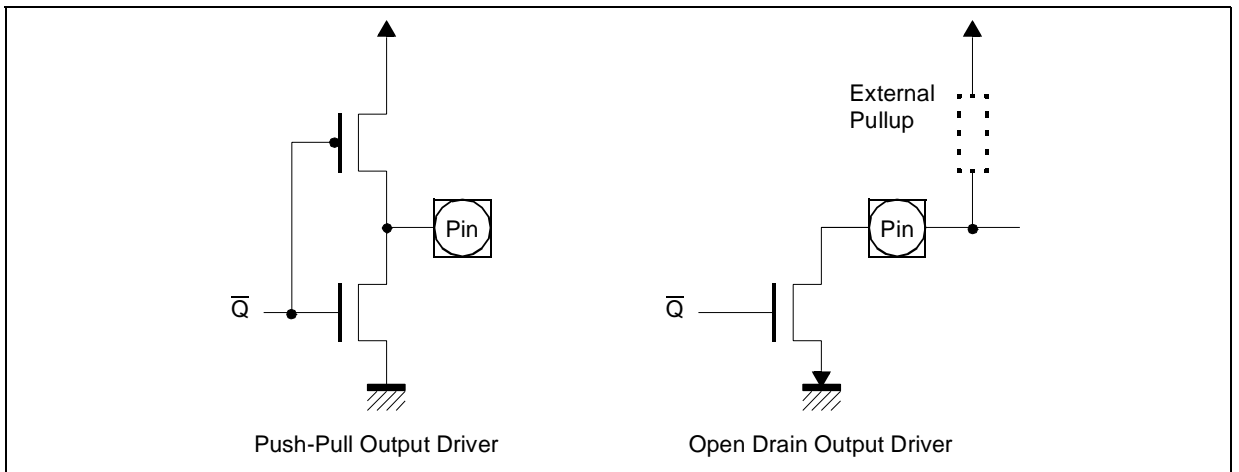 External
Pullup
Pin
Pin
Q̅
Q̅
Push-Pull Output Driver
Open Drain Output Driver